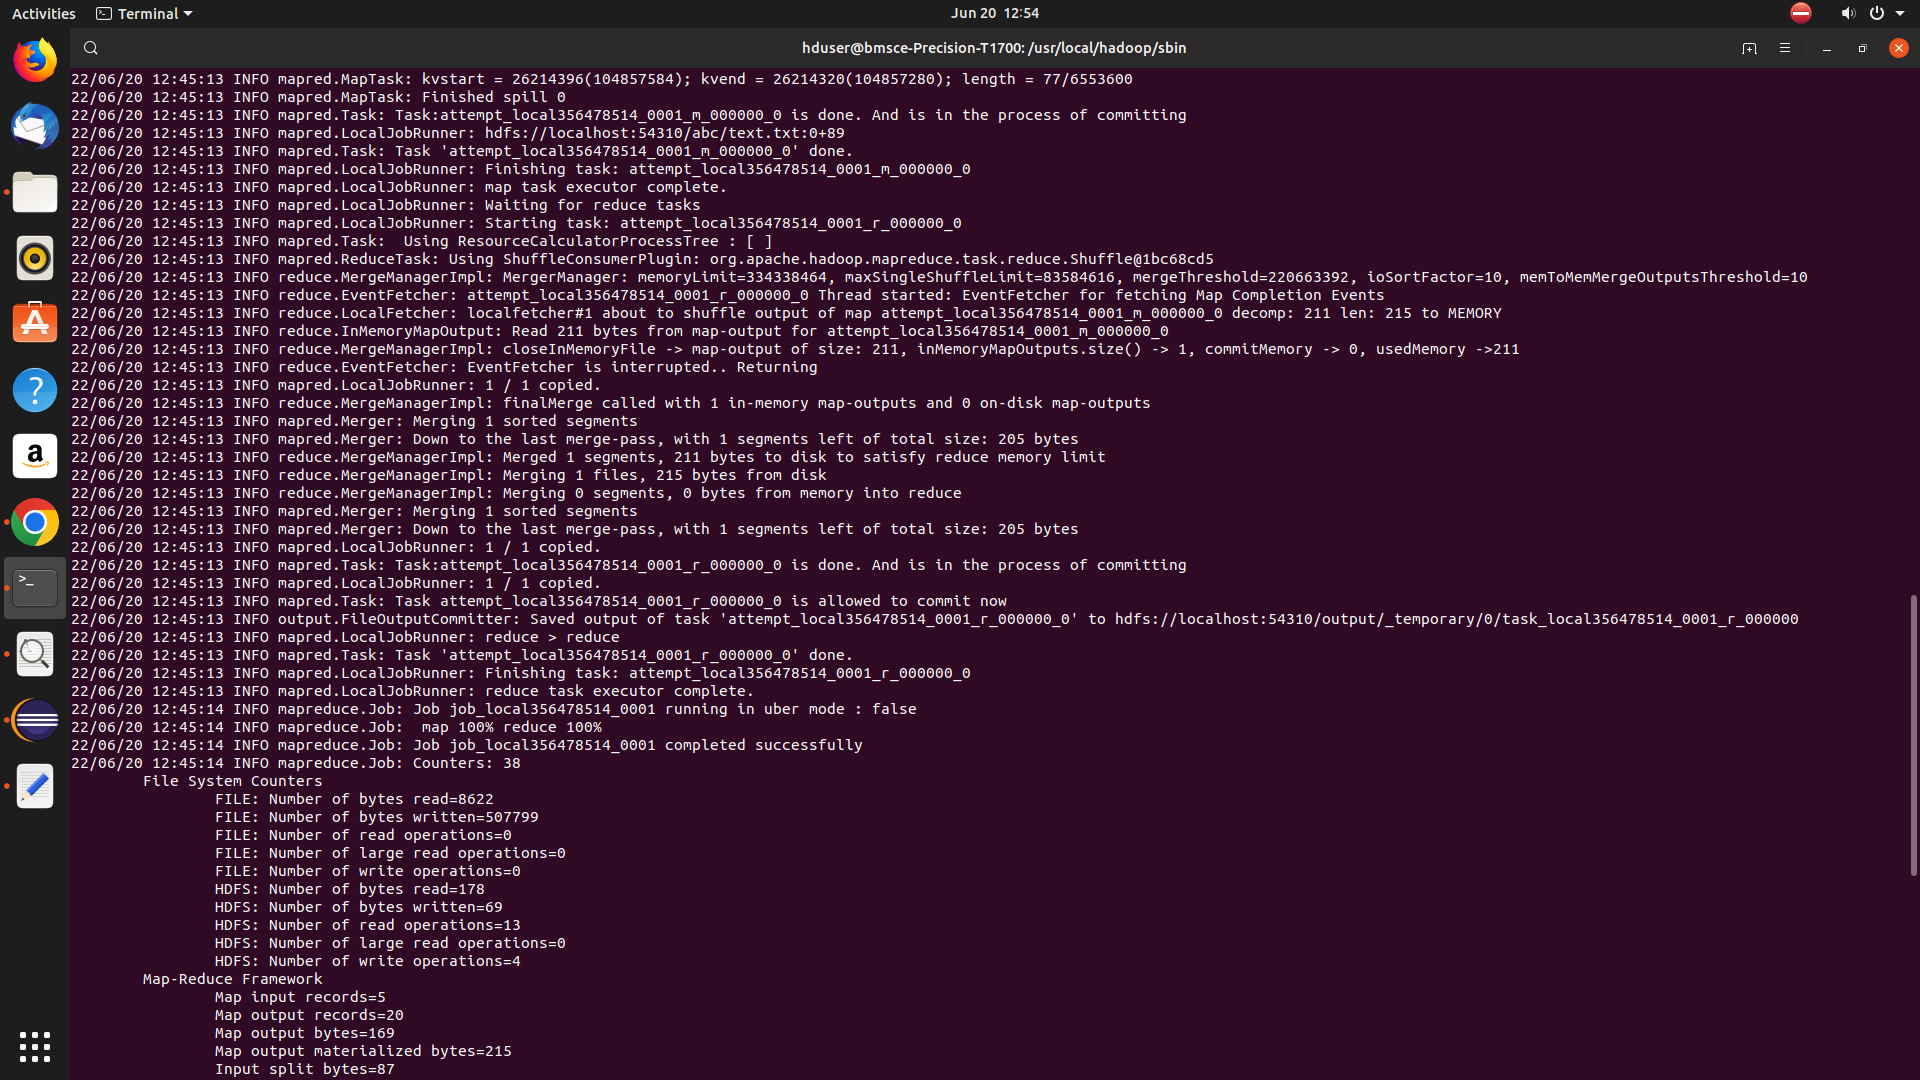 Activities
Terminal
Jun 20 12:54
hduser@bmsce-Precision-T1700: /usr/local/hadoop/sbin
22/06/20 12:45:13 INFO mapred.MapTask: kvstart = 26214396(104857584); kvend = 26214320(104857280); length = 77/6553600
22/06/20 12:45:13 INFO mapred.MapTask: Finished spill 0
22/06/20 12:45:13 INFO mapred.Task: Task:attempt_local356478514_0001_m_000000_0 is done. And is in the process of committing
22/06/20 12:45:13 INFO mapred.LocalJobRunner: hdfs://localhost:54310/abc/text.txt:0+89
22/06/20 12:45:13 INFO mapred.Task: Task 'attempt_local356478514_0001_m_000000_0' done.
22/06/20 12:45:13 INFO mapred.LocalJobRunner: Finishing task: attempt_local356478514_0001_m_000000_0
22/06/20 12:45:13 INFO mapred.LocalJobRunner: map task executor complete.
22/06/20 12:45:13 INFO mapred.LocalJobRunner: Waiting for reduce tasks
22/06/20 12:45:13 INFO mapred.LocalJobRunner: Starting task: attempt_local356478514_0001_r_000000_0
22/06/20 12:45:13 INFO mapred.Task:  Using ResourceCalculatorProcessTree : [ ]
22/06/20 12:45:13 INFO mapred.ReduceTask: Using ShuffleConsumerPlugin: org.apache.hadoop.mapreduce.task.reduce.Shuffle@1bc68cd5
22/06/20 12:45:13 INFO reduce.MergeManagerImpl: MergerManager: memoryLimit=334338464, maxSingleShuffleLimit=83584616, mergeThreshold=220663392, ioSortFactor=10, memToMemMergeOutputsThreshold=10
22/06/20 12:45:13 INFO reduce.EventFetcher: attempt_local356478514_0001_r_000000_0 Thread started: EventFetcher for fetching Map Completion Events
22/06/20 12:45:13 INFO reduce.LocalFetcher: localfetcher#1 about to shuffle output of map attempt_local356478514_0001_m_000000_0 decomp: 211 len: 215 to MEMORY
22/06/20 12:45:13 INFO reduce.InMemoryMapOutput: Read 211 bytes from map-output for attempt_local356478514_0001_m_000000_0
22/06/20 12:45:13 INFO reduce.MergeManagerImpl: closeInMemoryFile -> map-output of size: 211, inMemoryMapOutputs.size() -> 1, commitMemory -> 0, usedMemory ->211
22/06/20 12:45:13 INFO reduce.EventFetcher: EventFetcher is interrupted.. Returning
22/06/20 12:45:13 INFO mapred.LocalJobRunner: 1 / 1 copied.
22/06/20 12:45:13 INFO reduce.MergeManagerImpl: finalMerge called with 1 in-memory map-outputs and 0 on-disk map-outputs
22/06/20 12:45:13 INFO mapred.Merger: Merging 1 sorted segments
22/06/20 12:45:13 INFO mapred.Merger: Down to the last merge-pass, with 1 segments left of total size: 205 bytes
22/06/20 12:45:13 INFO reduce.MergeManagerImpl: Merged 1 segments, 211 bytes to disk to satisfy reduce memory limit
22/06/20 12:45:13 INFO reduce.MergeManagerImpl: Merging 1 files, 215 bytes from disk
22/06/20 12:45:13 INFO reduce.MergeManagerImpl: Merging 0 segments, 0 bytes from memory into reduce
22/06/20 12:45:13 INFO mapred.Merger: Merging 1 sorted segments
22/06/20 12:45:13 INFO mapred.Merger: Down to the last merge-pass, with 1 segments left of total size: 205 bytes
22/06/20 12:45:13 INFO mapred.LocalJobRunner: 1 / 1 copied.
22/06/20 12:45:13 INFO mapred.Task: Task:attempt_local356478514_0001_r_000000_0 is done. And is in the process of committing
22/06/20 12:45:13 INFO mapred.LocalJobRunner: 1 / 1 copied.
22/06/20 12:45:13 INFO mapred.Task: Task attempt_local356478514_0001_r_000000_0 is allowed to commit now
22/06/20 12:45:13 INFO output.FileOutputCommitter: Saved output of task 'attempt_local356478514_0001_r_000000_0' to hdfs://localhost:54310/output/_temporary/0/task_local356478514_0001_r_000000
22/06/20 12:45:13 INFO mapred.LocalJobRunner: reduce > reduce
22/06/20 12:45:13 INFO mapred.Task: Task 'attempt_local356478514_0001_r_000000_0' done.
22/06/20 12:45:13 INFO mapred.LocalJobRunner: Finishing task: attempt_local356478514_0001_r_000000_0
22/06/20 12:45:13 INFO mapred.LocalJobRunner: reduce task executor complete.
22/06/20 12:45:14 INFO mapreduce.Job: Job job_local356478514_0001 running in uber mode : false
22/06/20 12:45:14 INFO mapreduce.Job:  map 100% reduce 100%
22/06/20 12:45:14 INFO mapreduce.Job: Job job_local356478514_0001 completed successfully
22/06/20 12:45:14 INFO mapreduce.Job: Counters: 38
File System Counters
FILE: Number of bytes read=8622
FILE: Number of bytes written=507799
FILE: Number of read operations=0
FILE: Number of large read operations=0
FILE: Number of write operations=0
HDFS: Number of bytes read=178
HDFS: Number of bytes written=69
HDFS: Number of read operations=13
HDFS: Number of large read operations=0
HDFS: Number of write operations=4
Map-Reduce Framework
Map input records=5
Map output records=20
Map output bytes=169
Map output materialized bytes=215
Input split bytes=87